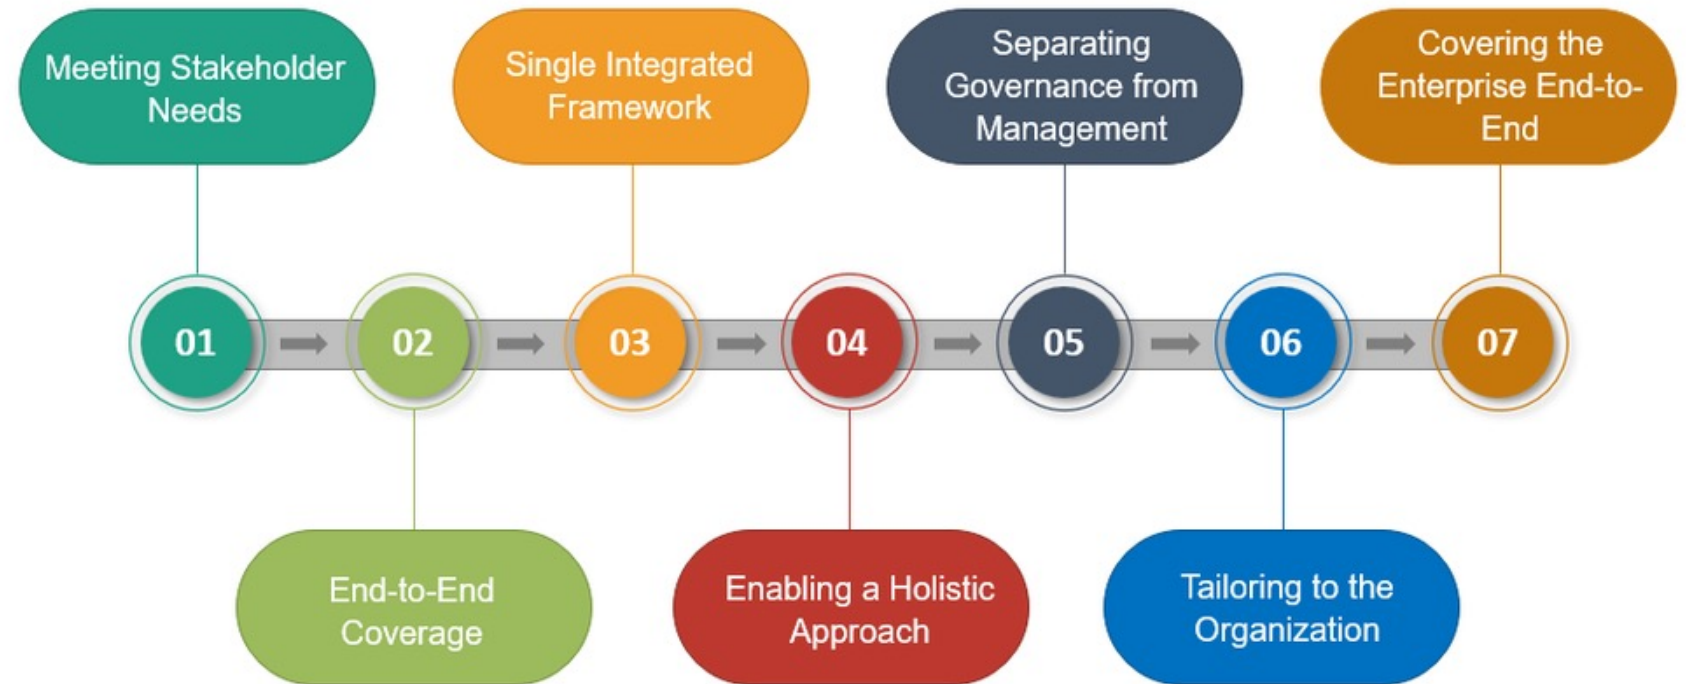 Meeting Stakeholder
Needs
Single Integrated
Framework
Separating
Governance from
Management
Covering the
Enterprise End-to-
End
01
02
03
04
05
06
07
End-to-End
Coverage
Enabling a Holistic
Approach
Tailoring to the
Organization